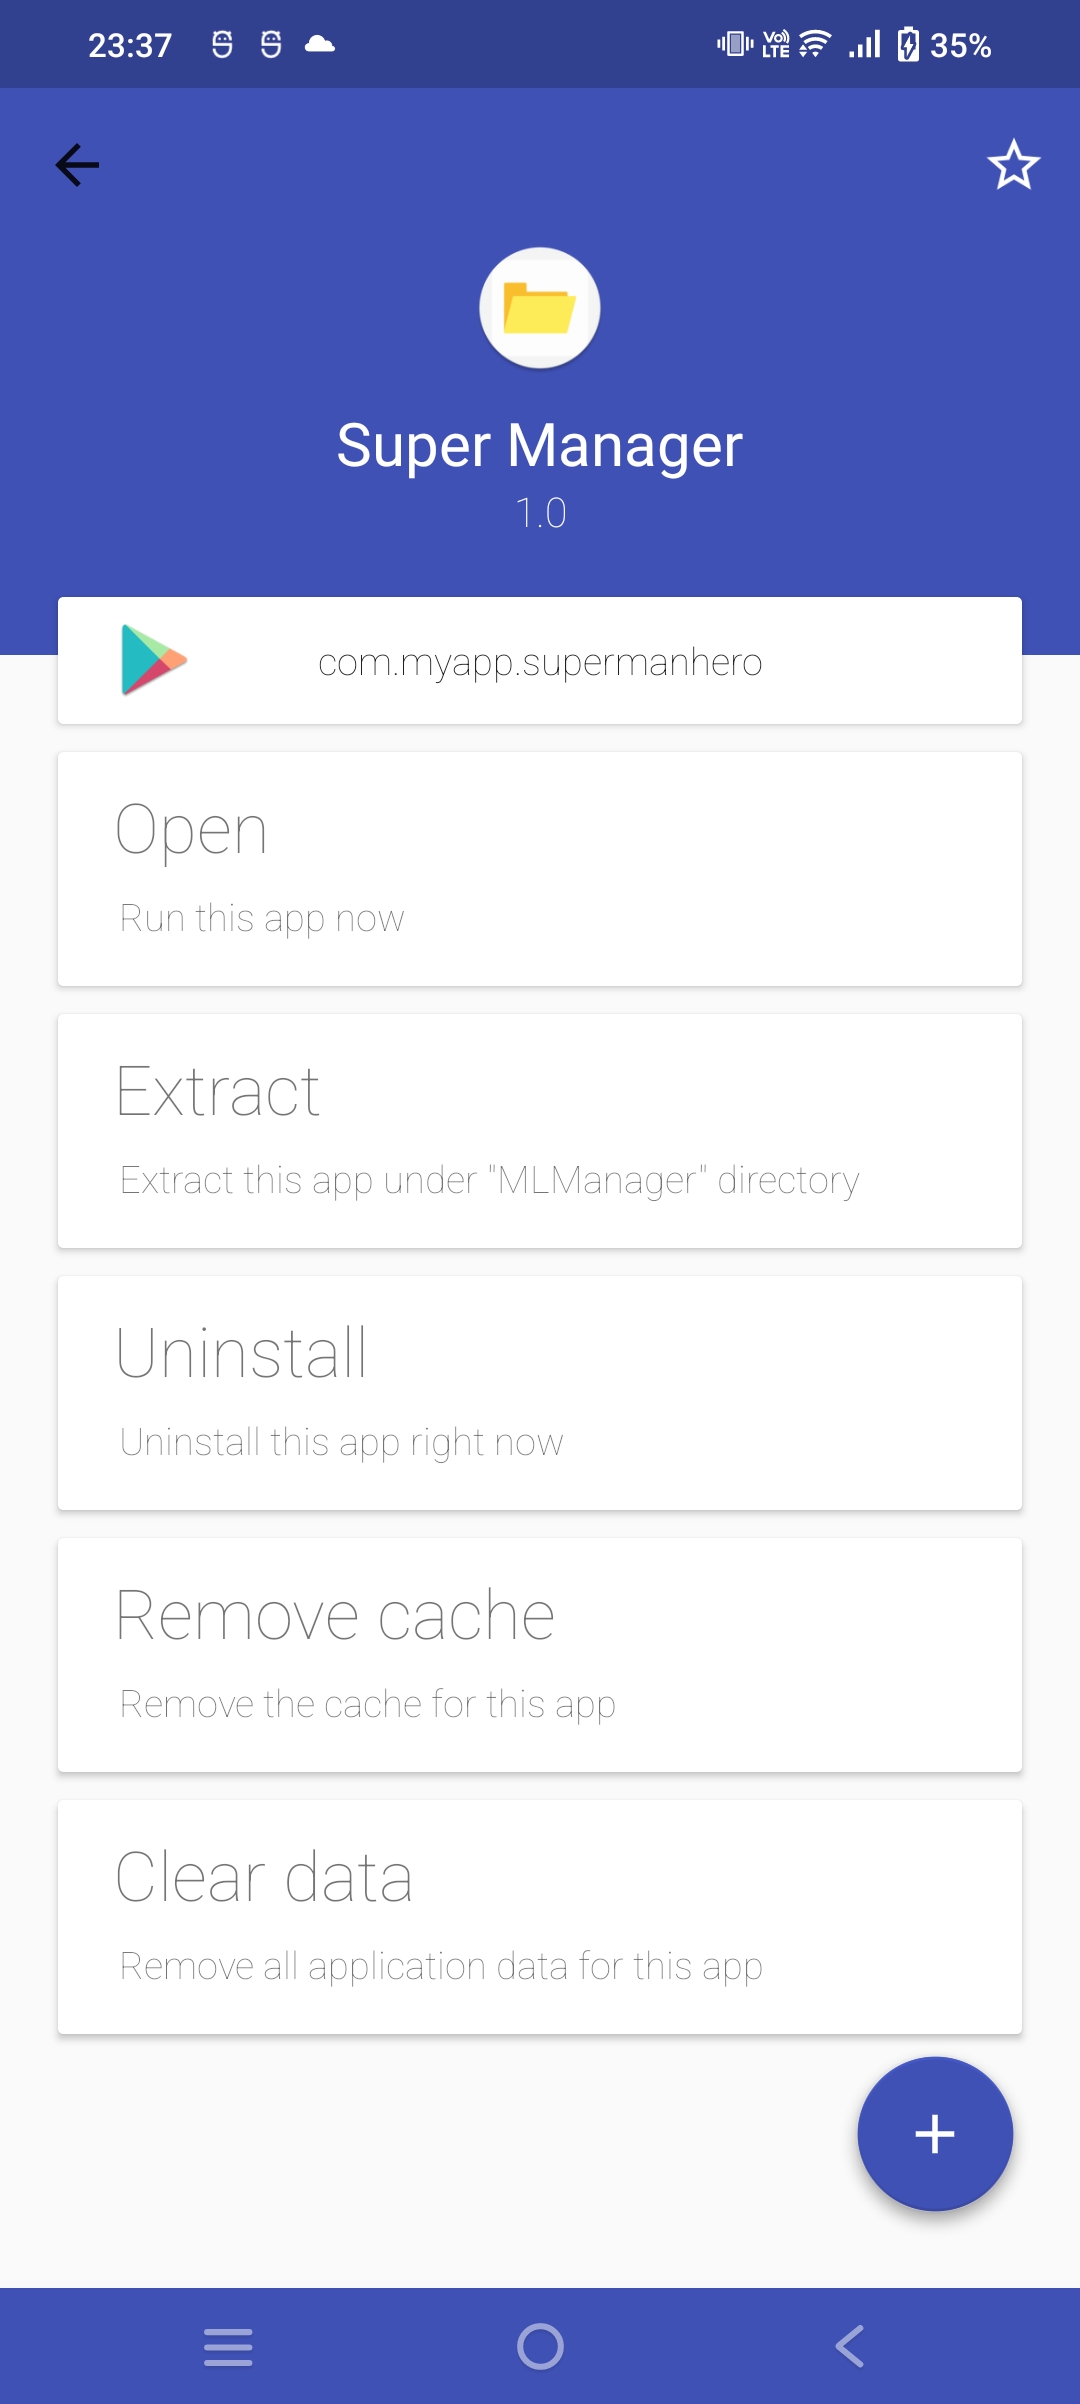 23:37
VoLTE 35%
Super Manager
1.0
com.myapp.supermanhero
Open
Run this app now
Extract
Extract this app under "MLManager" directory
Uninstall
Uninstall this app right now
Remove cache
Remove the cache for this app
Clear data
Remove all application data for this app